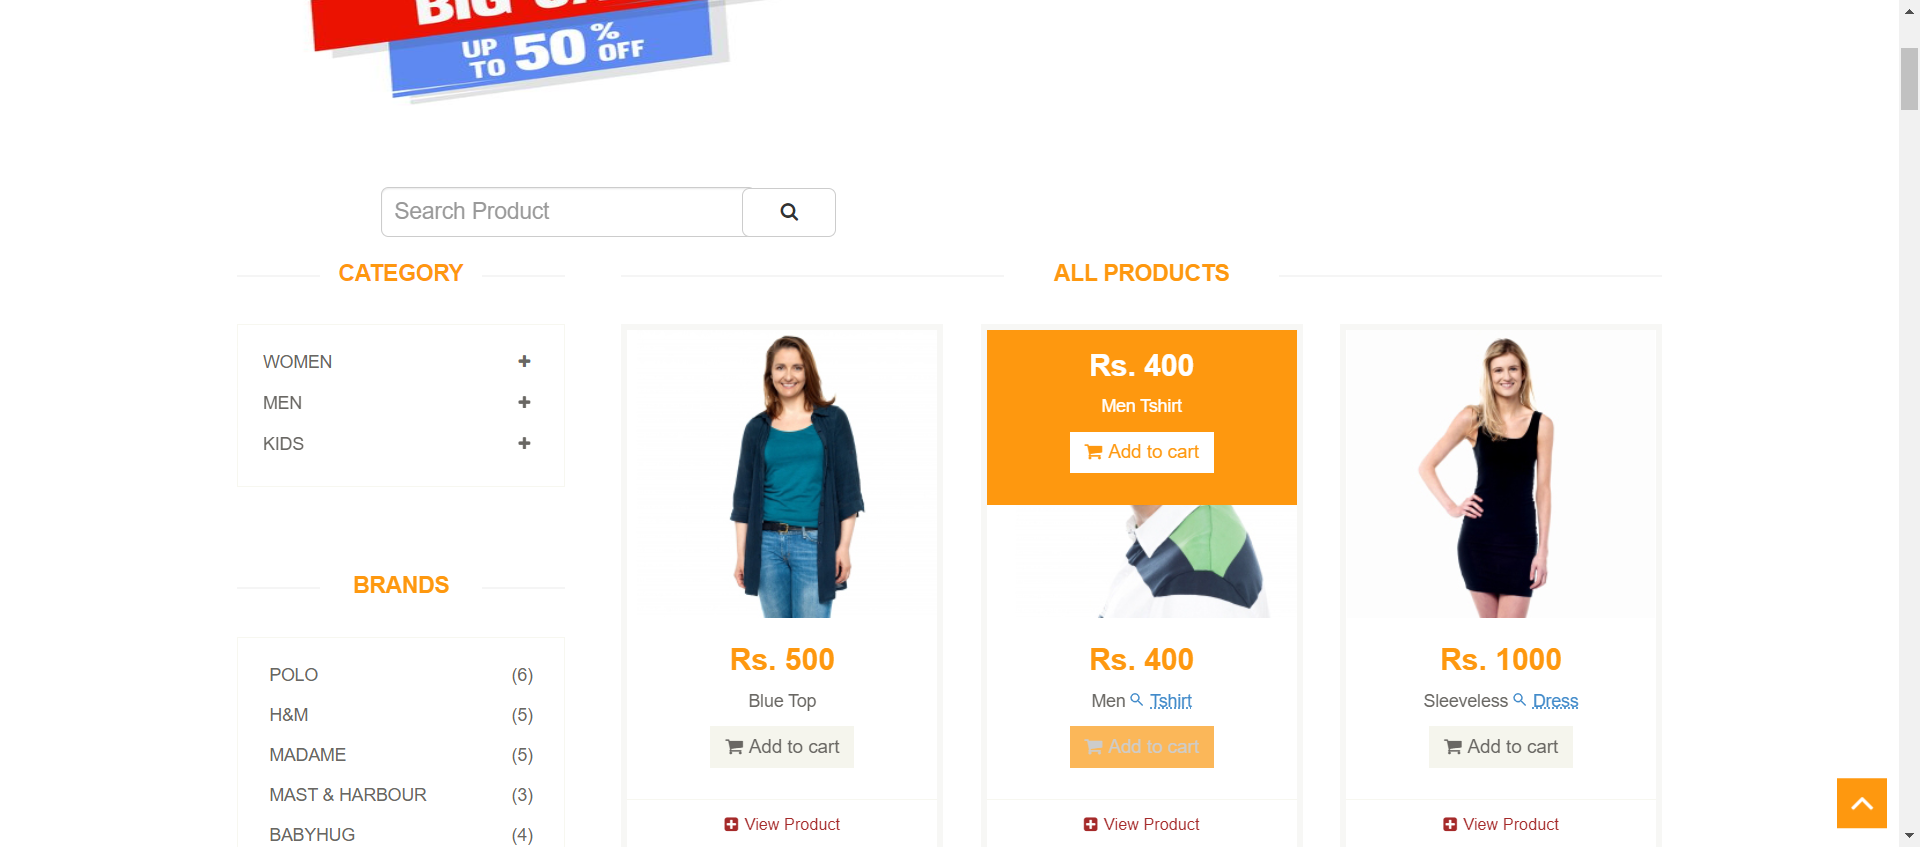 BIG
UP TO 50% OFF
Search Product
CATEGORY
WOMEN
MEN
KIDS
BRANDS
POLO (6)
H&M (5)
MADAME (5)
MAST & HARBOUR (3)
BABYHUG (4)
ALL PRODUCTS
Rs. 500
Blue Top
Add to cart
View Product
Rs. 400
Men Tshirt
Add to cart
Rs. 400
Men Tshirt
Add to cart
View Product
Rs. 1000
Sleeveless Dress
Add to cart
View Product